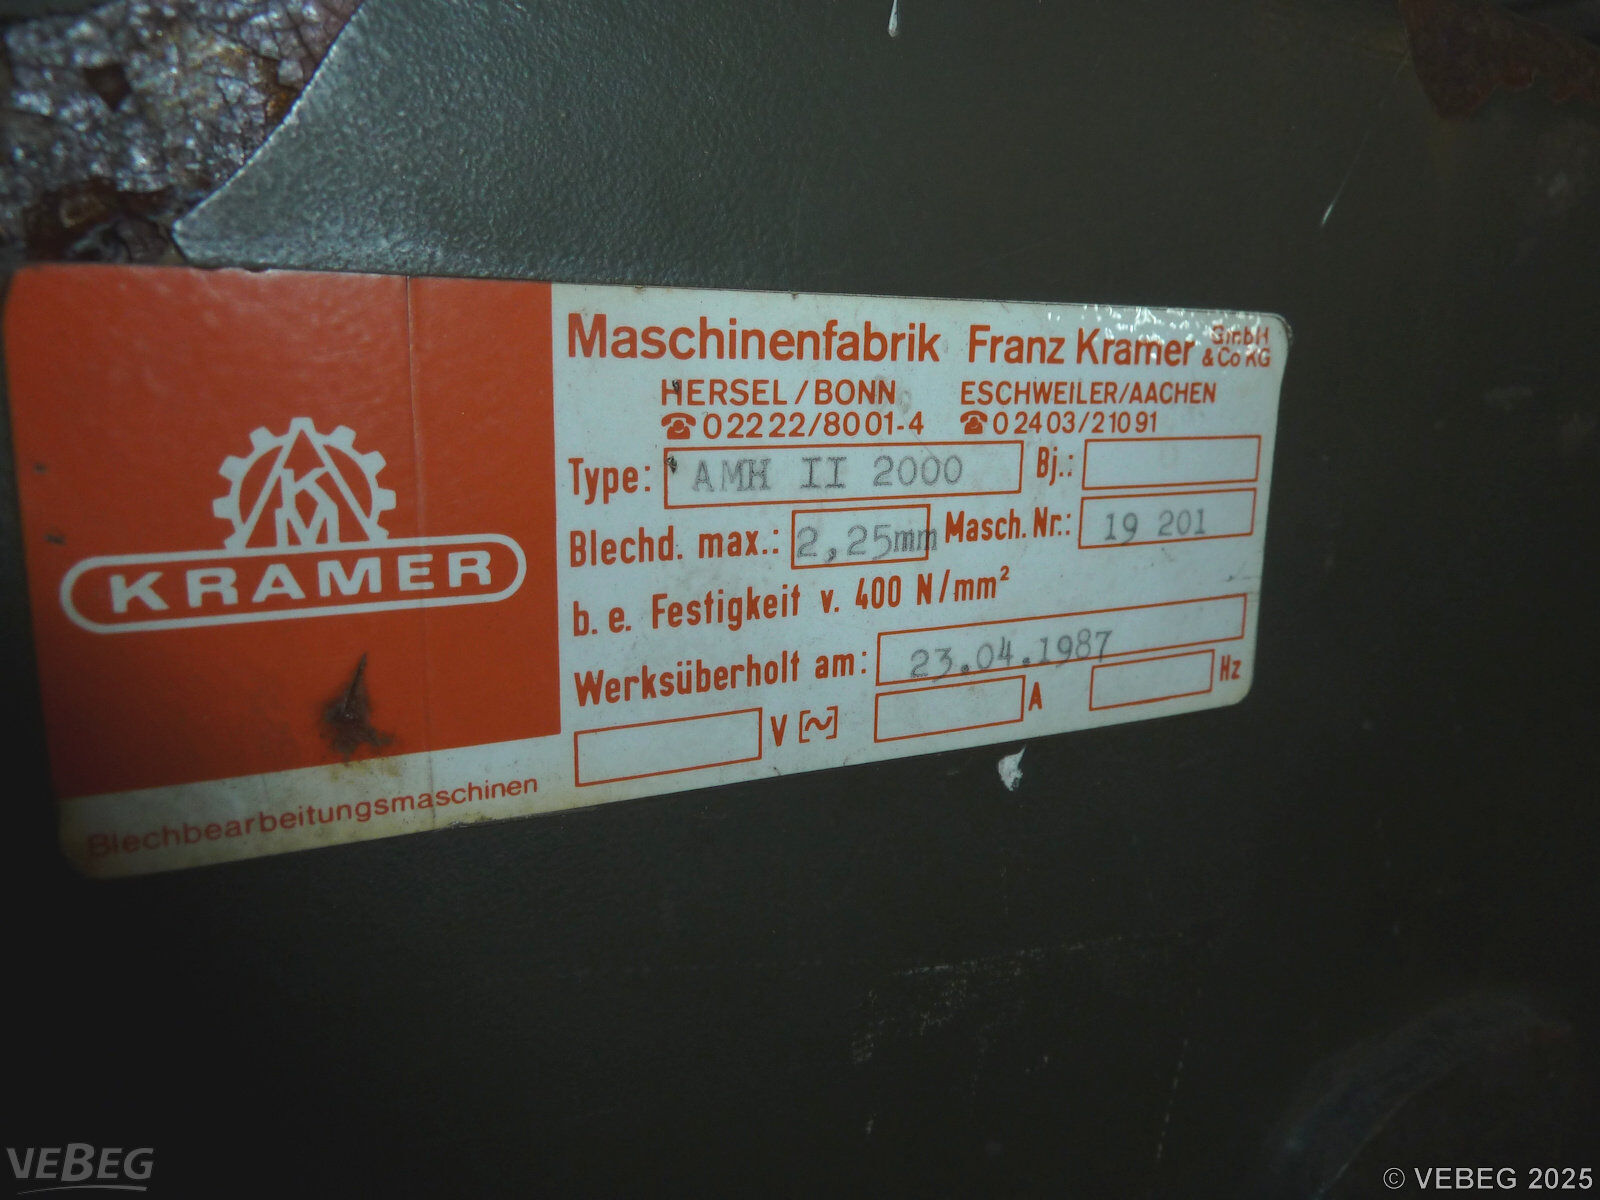 Maschinenfabrik Franz Kramer GmbH & Co KG
HERSEL/BONN ESCHWEILER/AACHEN
☎ 02222/8001-4 ☎ 02403/21091
Type: AMH II 2000 Bj.:
Blechd. max.: 2,25mm Masch. Nr.: 19 201
b. e. Festigkeit v. 400 N/mm²
Werksüberholt am: 23.04.1987
V [~] A Hz
KM
KRAMER
Blechbearbeitungsmaschinen
VEBEG
© VEBEG 2025